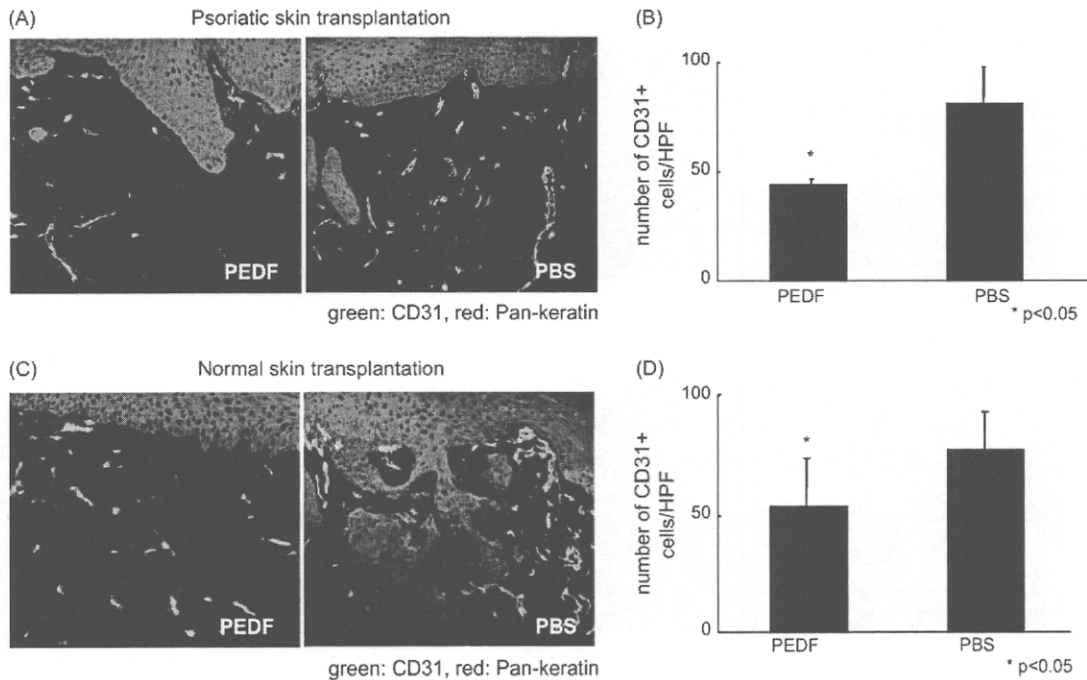 (A)
Psoriatic skin transplantation
PEDF
PBS
green: CD31, red: Pan-keratin
(B)
number of CD31+
cells/HPF
100
50
0
PEDF
PBS
* p<0.05
(C)
Normal skin transplantation
PEDF
PBS
green: CD31, red: Pan-keratin
(D)
number of CD31+
cells/HPF
100
50
0
*
*
PEDF
PBS
* p<0.05